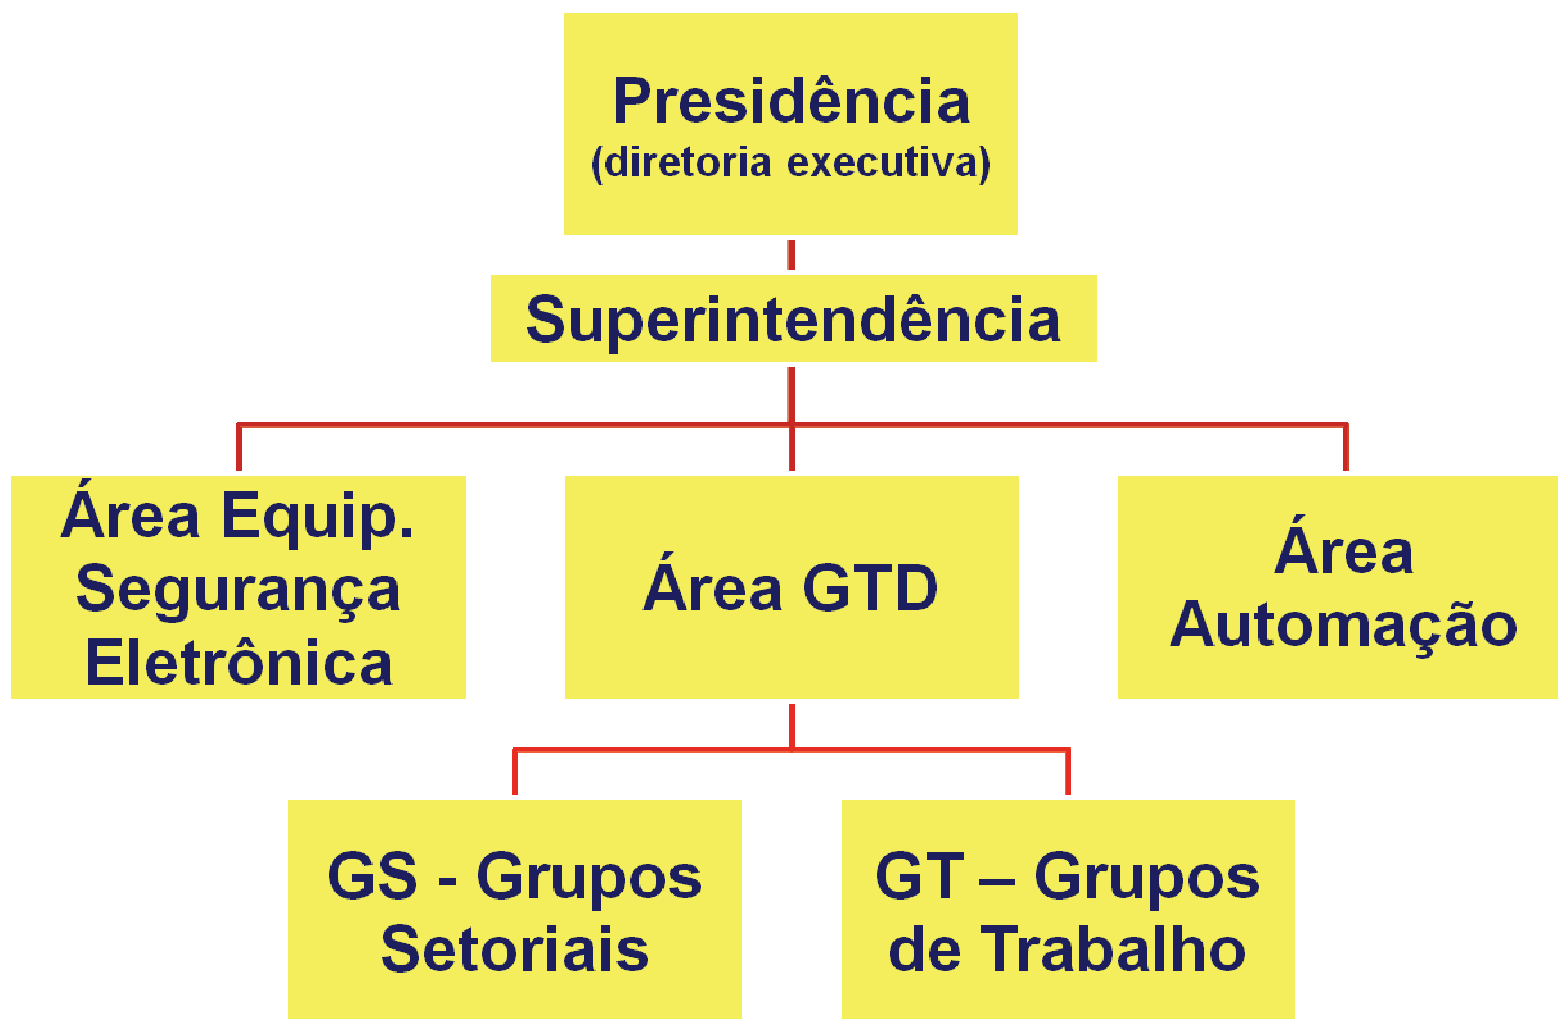 Presidência
(diretoria executiva)
Superintendência
Área Equip.
Segurança
Eletrônica
Área GTD
Área
Automação
GS - Grupos
Setoriais
GT – Grupos
de Trabalho